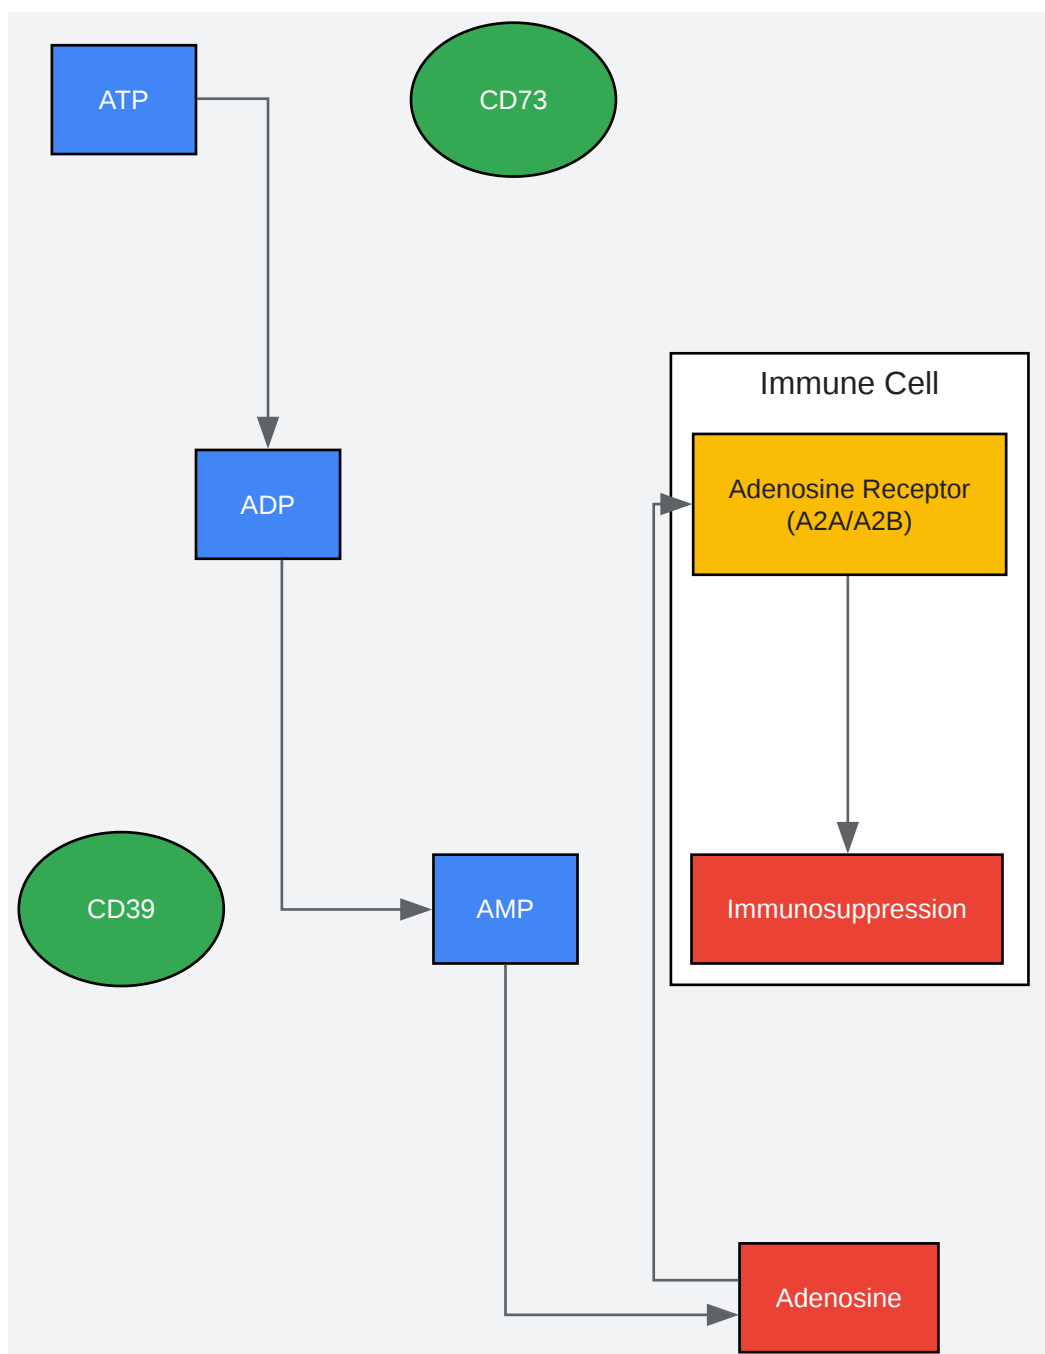 ATP
CD73
Immune Cell
Adenosine Receptor
(A2A/A2B)
ADP
CD39
AMP
Immunosuppression
Adenosine